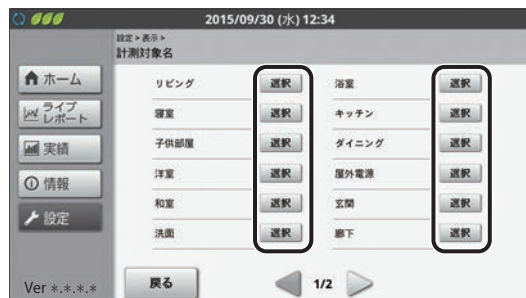 2015/09/30 (水) 12:34
設定 > 表示 >
計測対象名
ホーム
ライブ
レポート
実績
情報
設定
Ver *.*.*.*
リビング 選択 浴室 選択
寝室 選択 キッチン 選択
子供部屋 選択 ダイニング 選択
洋室 選択 屋外電源 選択
和室 選択 玄関 選択
洗面 選択 廊下 選択
戻る 1/2